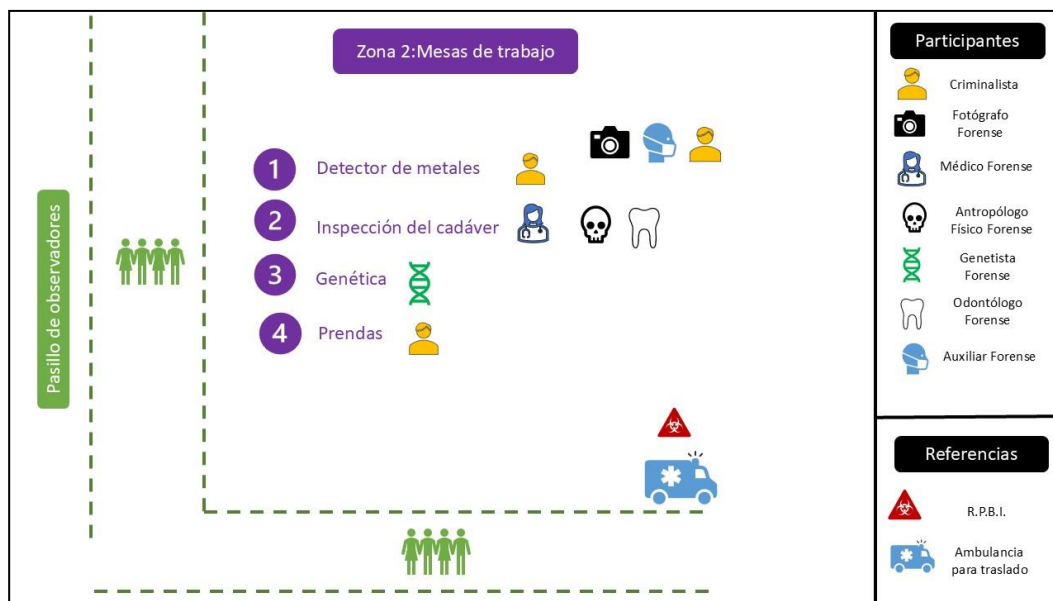 Zona 2:Mesas de trabajo
Pasillo de observadores
1 Detector de metales
2 Inspección del cadáver
3 Genética
4 Prendas
Participantes
Criminalista
Fotógrafo
Forense
Médico Forense
Antropólogo
Físico Forense
Genetista
Forense
Odontólogo
Forense
Auxiliar Forense
Referencias
R.P.B.I.
Ambulancia
para traslado